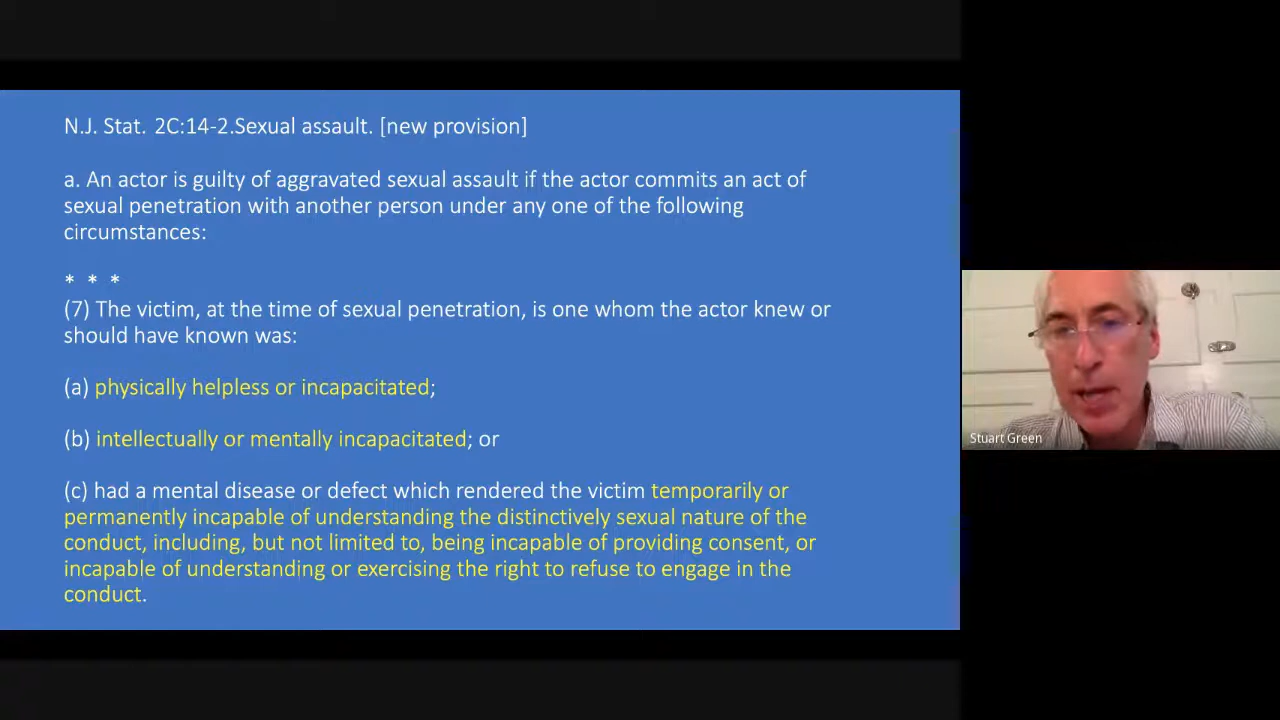 N.J. Stat. 2C:14-2.Sexual assault. [new provision]
a. An actor is guilty of aggravated sexual assault if the actor commits an act of
sexual penetration with another person under any one of the following
circumstances:
* * *
(7) The victim, at the time of sexual penetration, is one whom the actor knew or
should have known was:
(a) physically helpless or incapacitated;
(b) intellectually or mentally incapacitated; or
(c) had a mental disease or defect which rendered the victim temporarily or
permanently incapable of understanding the distinctively sexual nature of the
conduct, including, but not limited to, being incapable of providing consent, or
incapable of understanding or exercising the right to refuse to engage in the
conduct.
Stuart Green